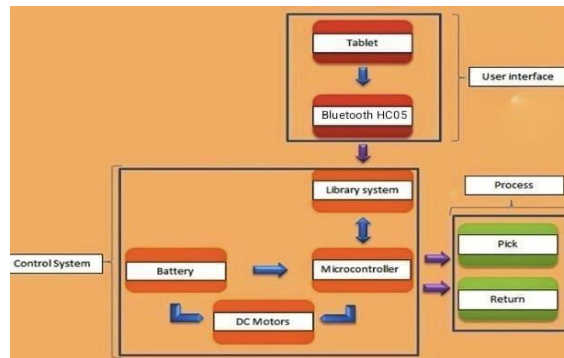 Tablet
User interface
Bluetooth HC05
Library system
Process
Pick
Control System
Battery
Microcontroller
Return
DC Motors